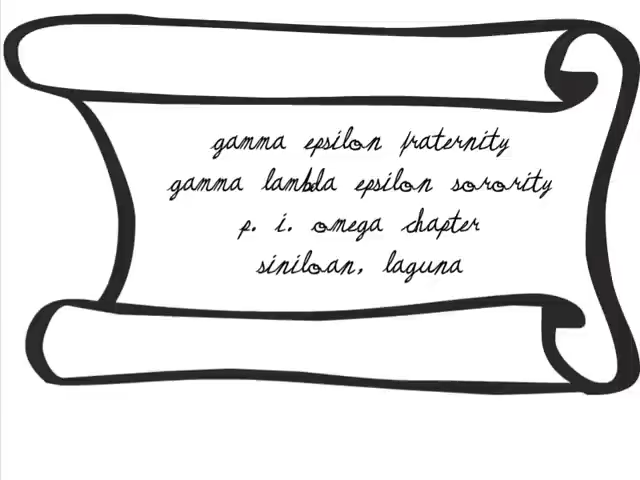 gamma epsilon fraternity
gamma lambda epsilon sorority
p. i. omega chapter
siniloan, laguna